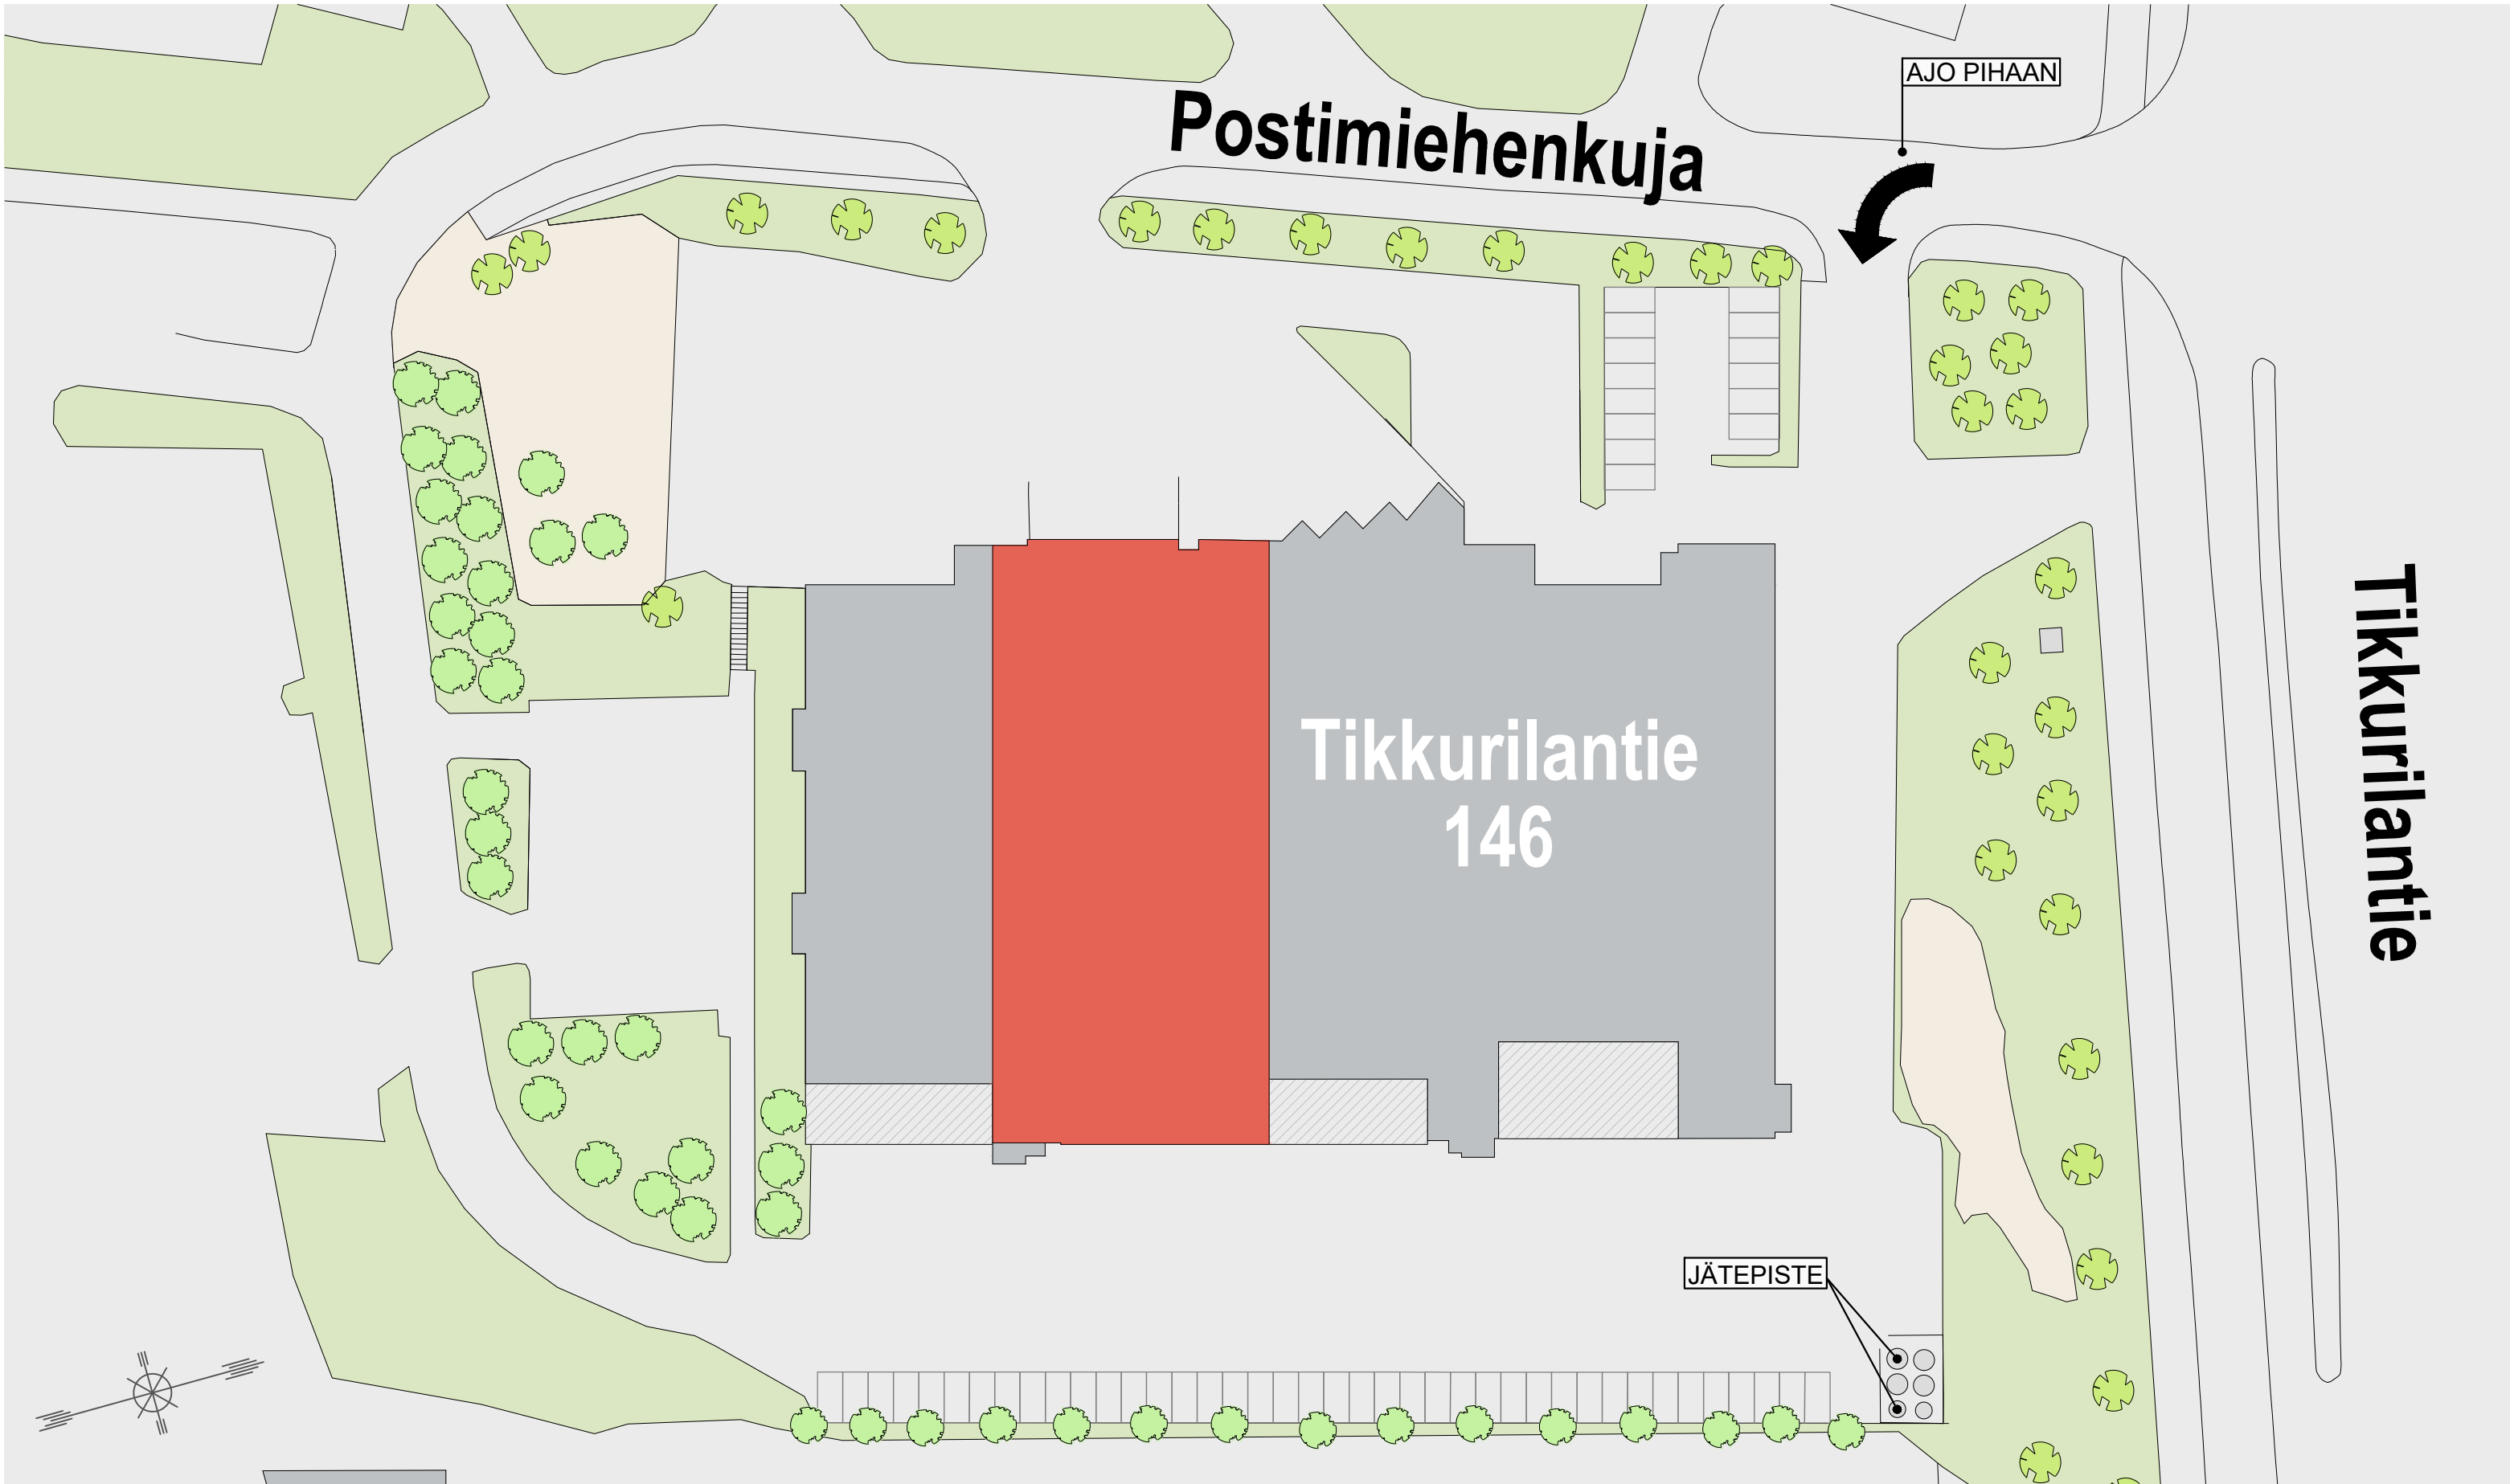 AJO PIHAAN
Postimiehenkuja
Tikkurilantie
Tikkurilantie
146
JÄTEPISTE